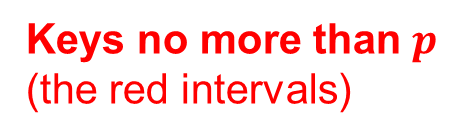 Keys no more than p
(the red intervals)